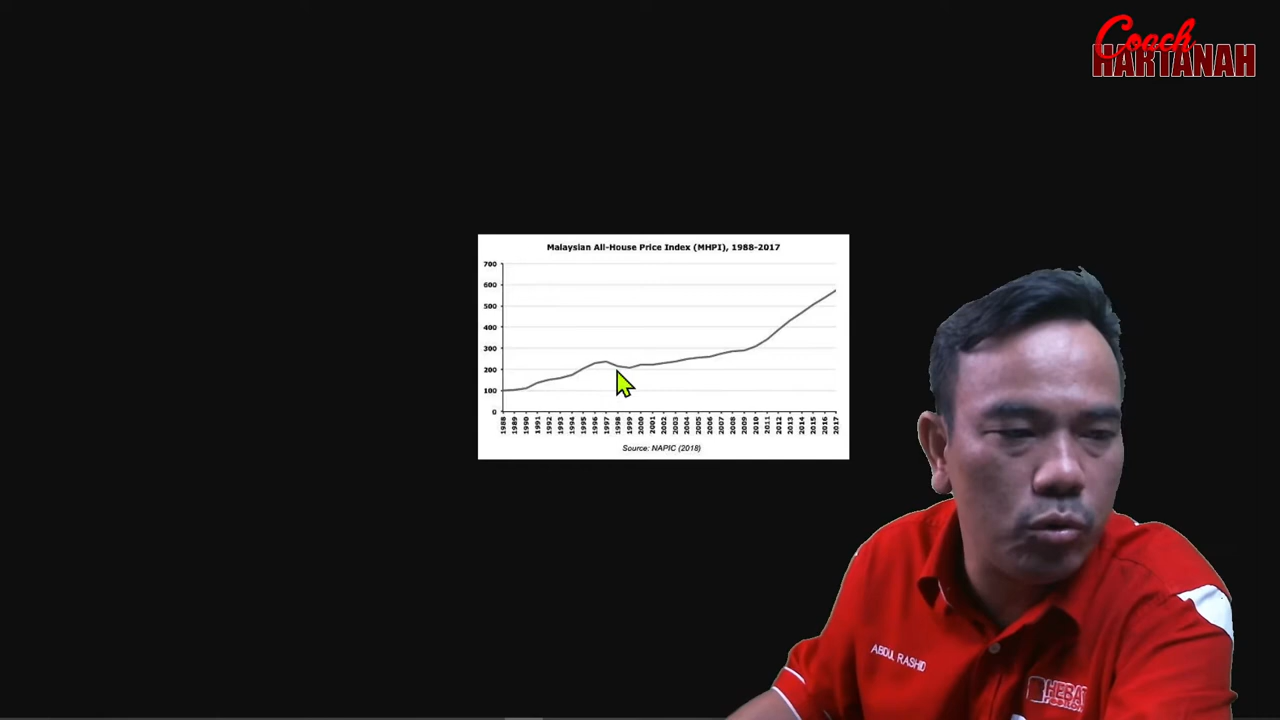 Coach
HARTANAH
Malaysian All-House Price Index (MHPI), 1988-2017
700
600
500
400
300
200
100
0
1988 1989 1990 1991 1992 1993 1994 1995 1996 1997 1998 1999 2000 2001 2002 2003 2004 2005 2006 2007 2008 2009 2010 2011 2012 2013 2014 2015 2016 2017
Source: NAPIC (2018)
ABDUL RASHID
HEBAT